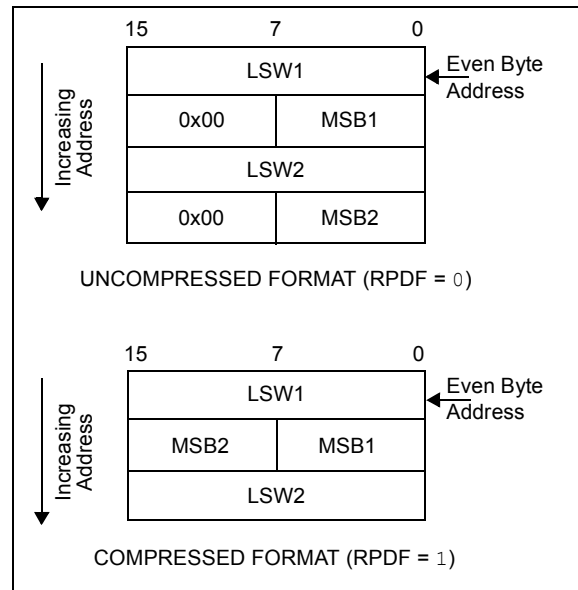 15 7 0
LSW1
Even Byte
Address
0x00 MSB1
LSW2
0x00 MSB2
Increasing
Address
UNCOMPRESSED FORMAT (RPDF = 0)
15 7 0
LSW1
Even Byte
Address
MSB2 MSB1
LSW2
Increasing
Address
COMPRESSED FORMAT (RPDF = 1)